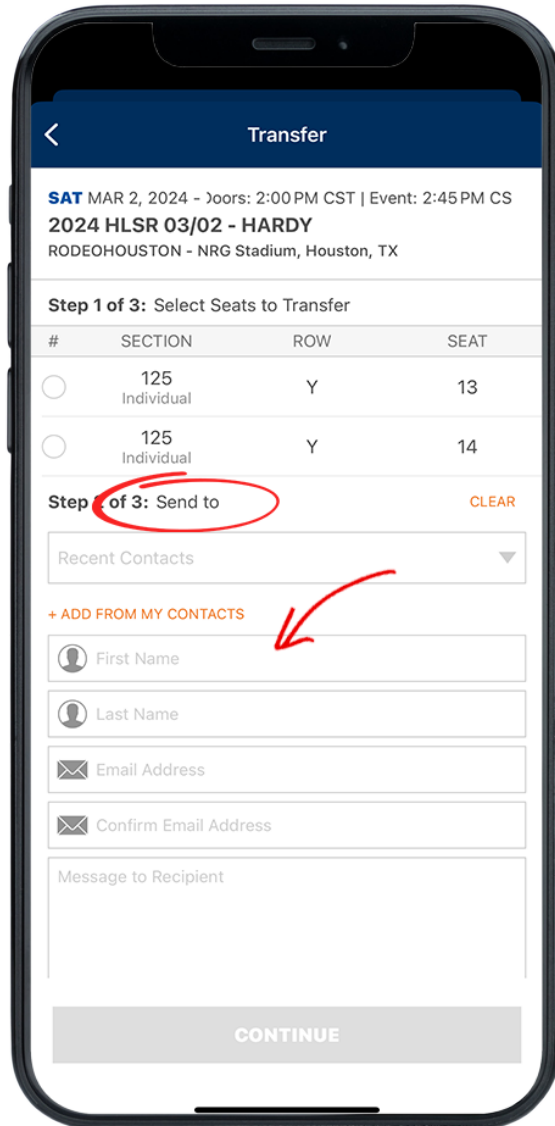 Transfer
SAT MAR 2, 2024 - Doors: 2:00 PM CST | Event: 2:45 PM CS
2024 HLSR 03/02 - HARDY
RODEOHOUSTON - NRG Stadium, Houston, TX
Step 1 of 3: Select Seats to Transfer
# SECTION ROW SEAT
125 Y 13
Individual
125 Y 14
Individual
Step 2 of 3: Send to CLEAR
Recent Contacts
+ ADD FROM MY CONTACTS
First Name
Last Name
Email Address
Confirm Email Address
Message to Recipient
CONTINUE